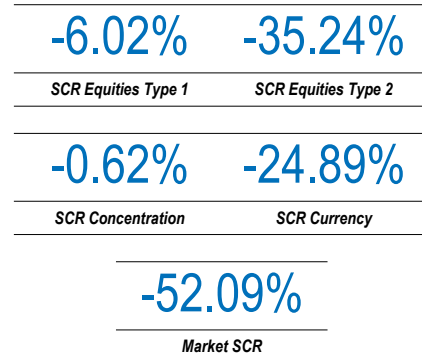 -6.02% -35.24%
SCR Equities Type 1 SCR Equities Type 2
-0.62% -24.89%
SCR Concentration SCR Currency
-52.09%
Market SCR